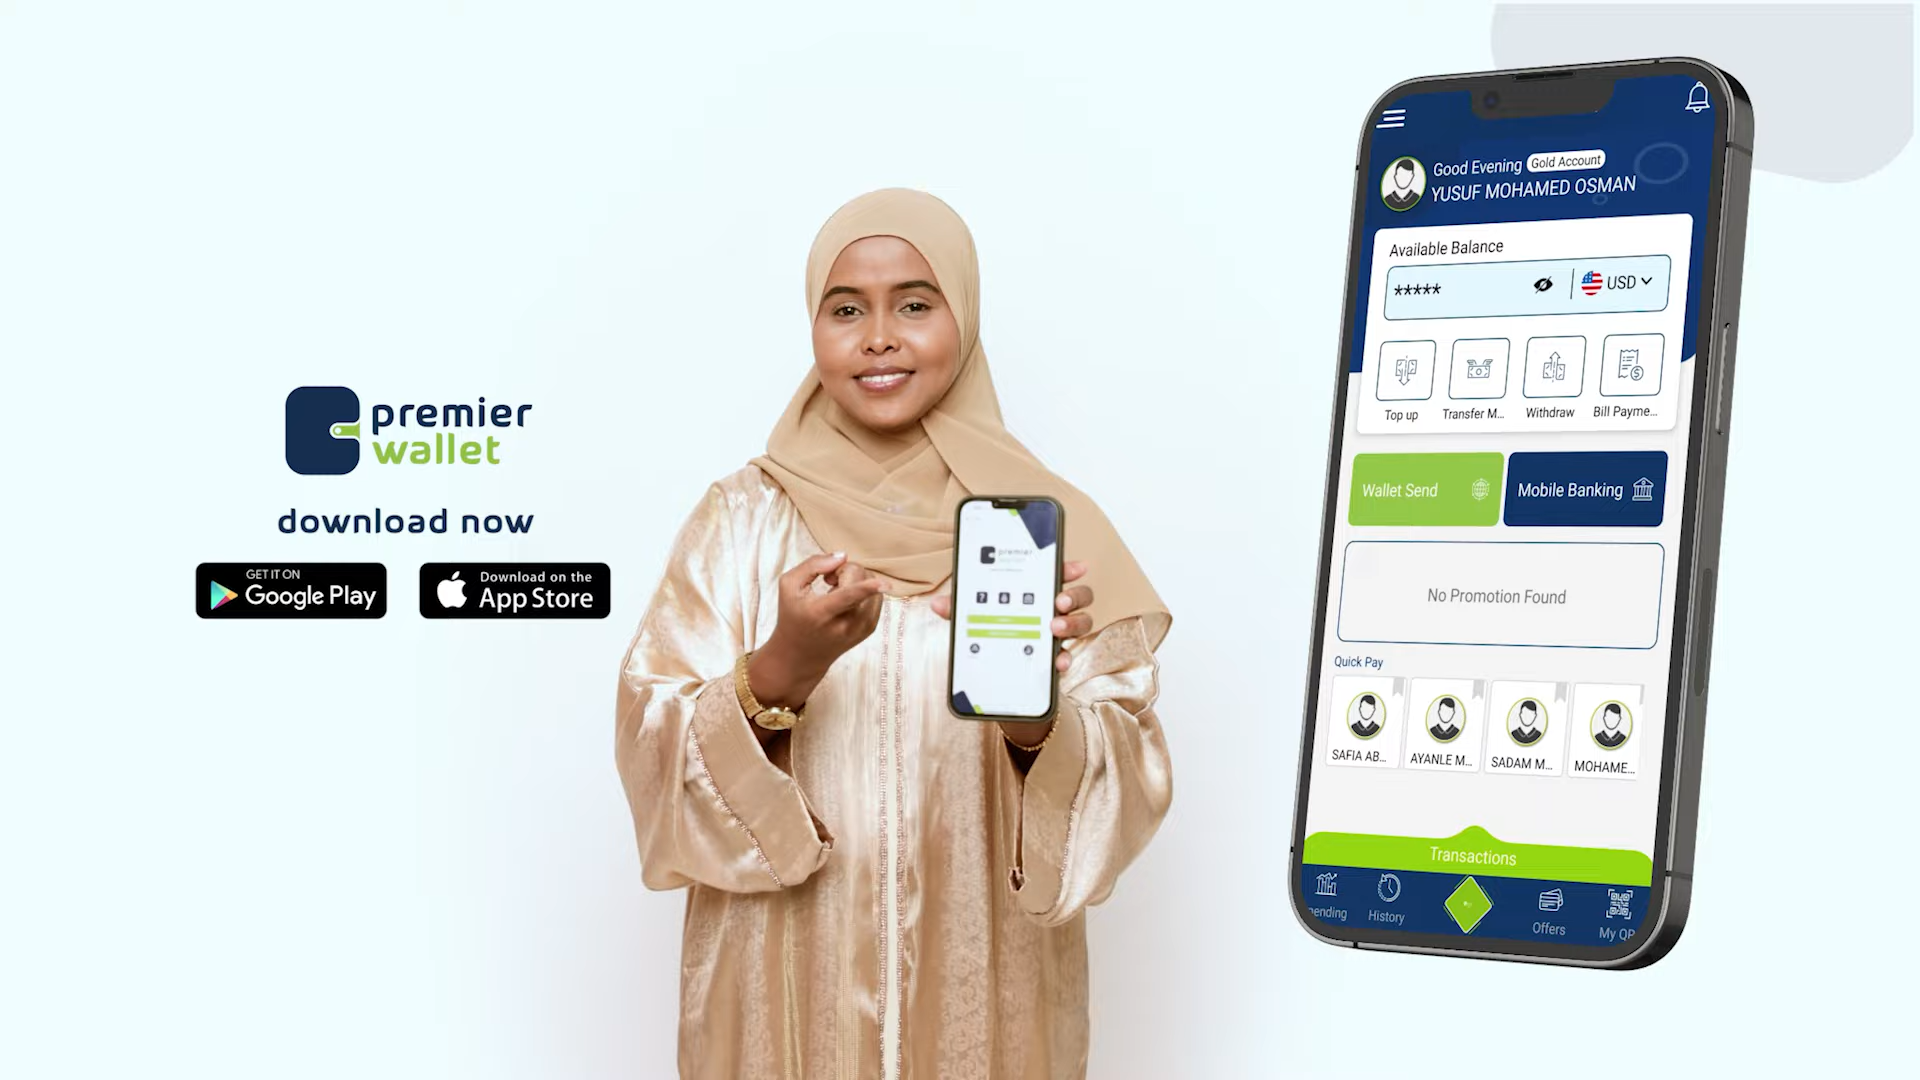 premier
wallet
download now
GET IT ON
Google Play
Download on the
App Store
premier
Good Evening Gold Account
YUSUF MOHAMED OSMAN
Available Balance
***** USD
Top up Transfer M... Withdraw Bill Payme...
Wallet Send Mobile Banking
No Promotion Found
Quick Pay
SAFIA AB... AYANLE M... SADAM M... MOHAME...
Transactions
pending History Offers My QR